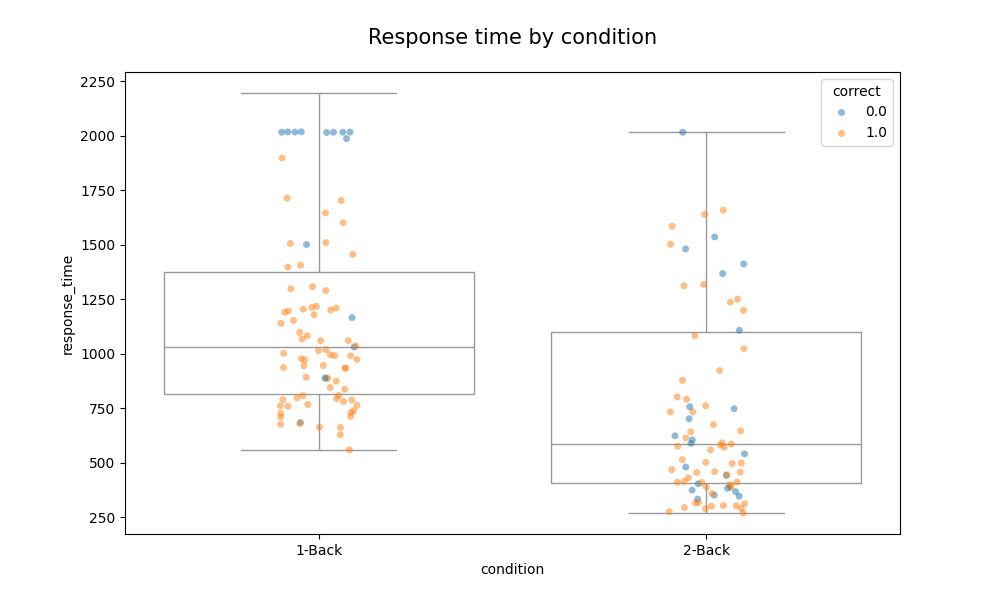 Response time by condition
2250
2000
1750
1500
1250
1000
750
500
250
response_time
correct
0.0
1.0
1-Back
2-Back
condition